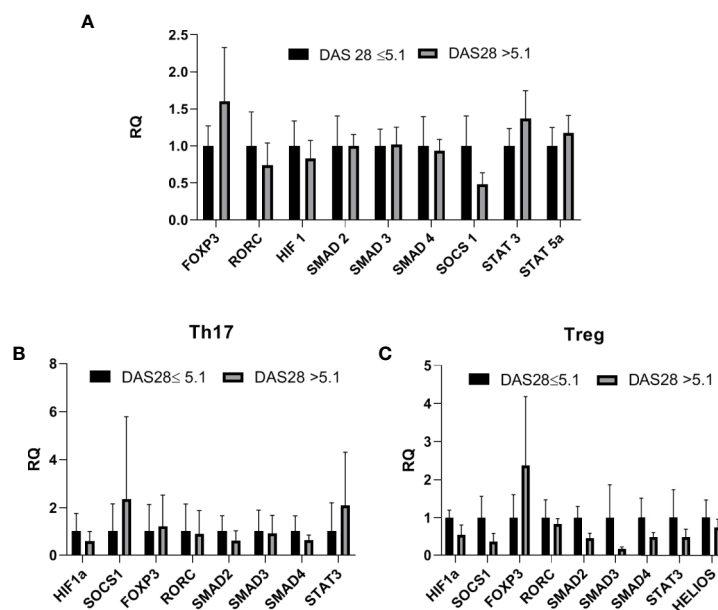 A
DAS 28 ≤5.1 DAS28 >5.1
RQ
2.5
2.0
1.5
1.0
0.5
0.0
FOXP3 RORC HIF 1 SMAD 2 SMAD 3 SMAD 4 SOCS 1 STAT 3 STAT 5a
B
Th17
DAS28≤ 5.1 DAS28 >5.1
RQ
8
6
4
2
0
HIF1a SOCS1 FOXP3 RORC SMAD2 SMAD3 SMAD4 STAT3
C
Treg
DAS28≤5.1 DAS28 >5.1
RQ
5
4
3
2
1
0
HIF1a SOCS1 FOXP3 RORC SMAD2 SMAD3 SMAD4 STAT3 HELIOS